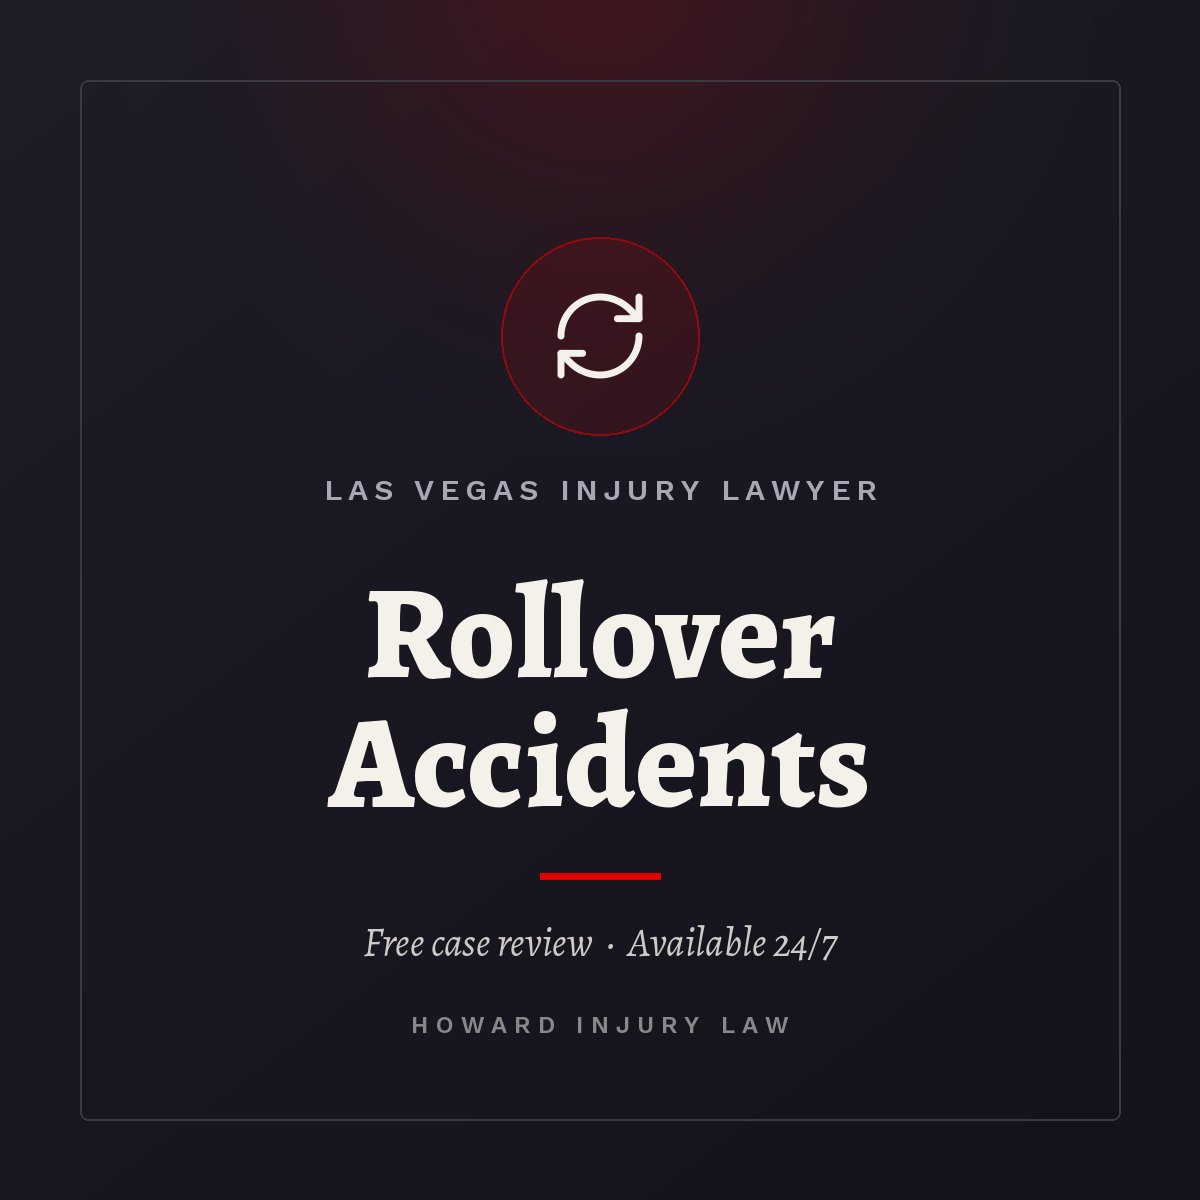 LAS VEGAS INJURY LAWYER
Rollover
Accidents
Free case review · Available 24/7
HOWARD INJURY LAW